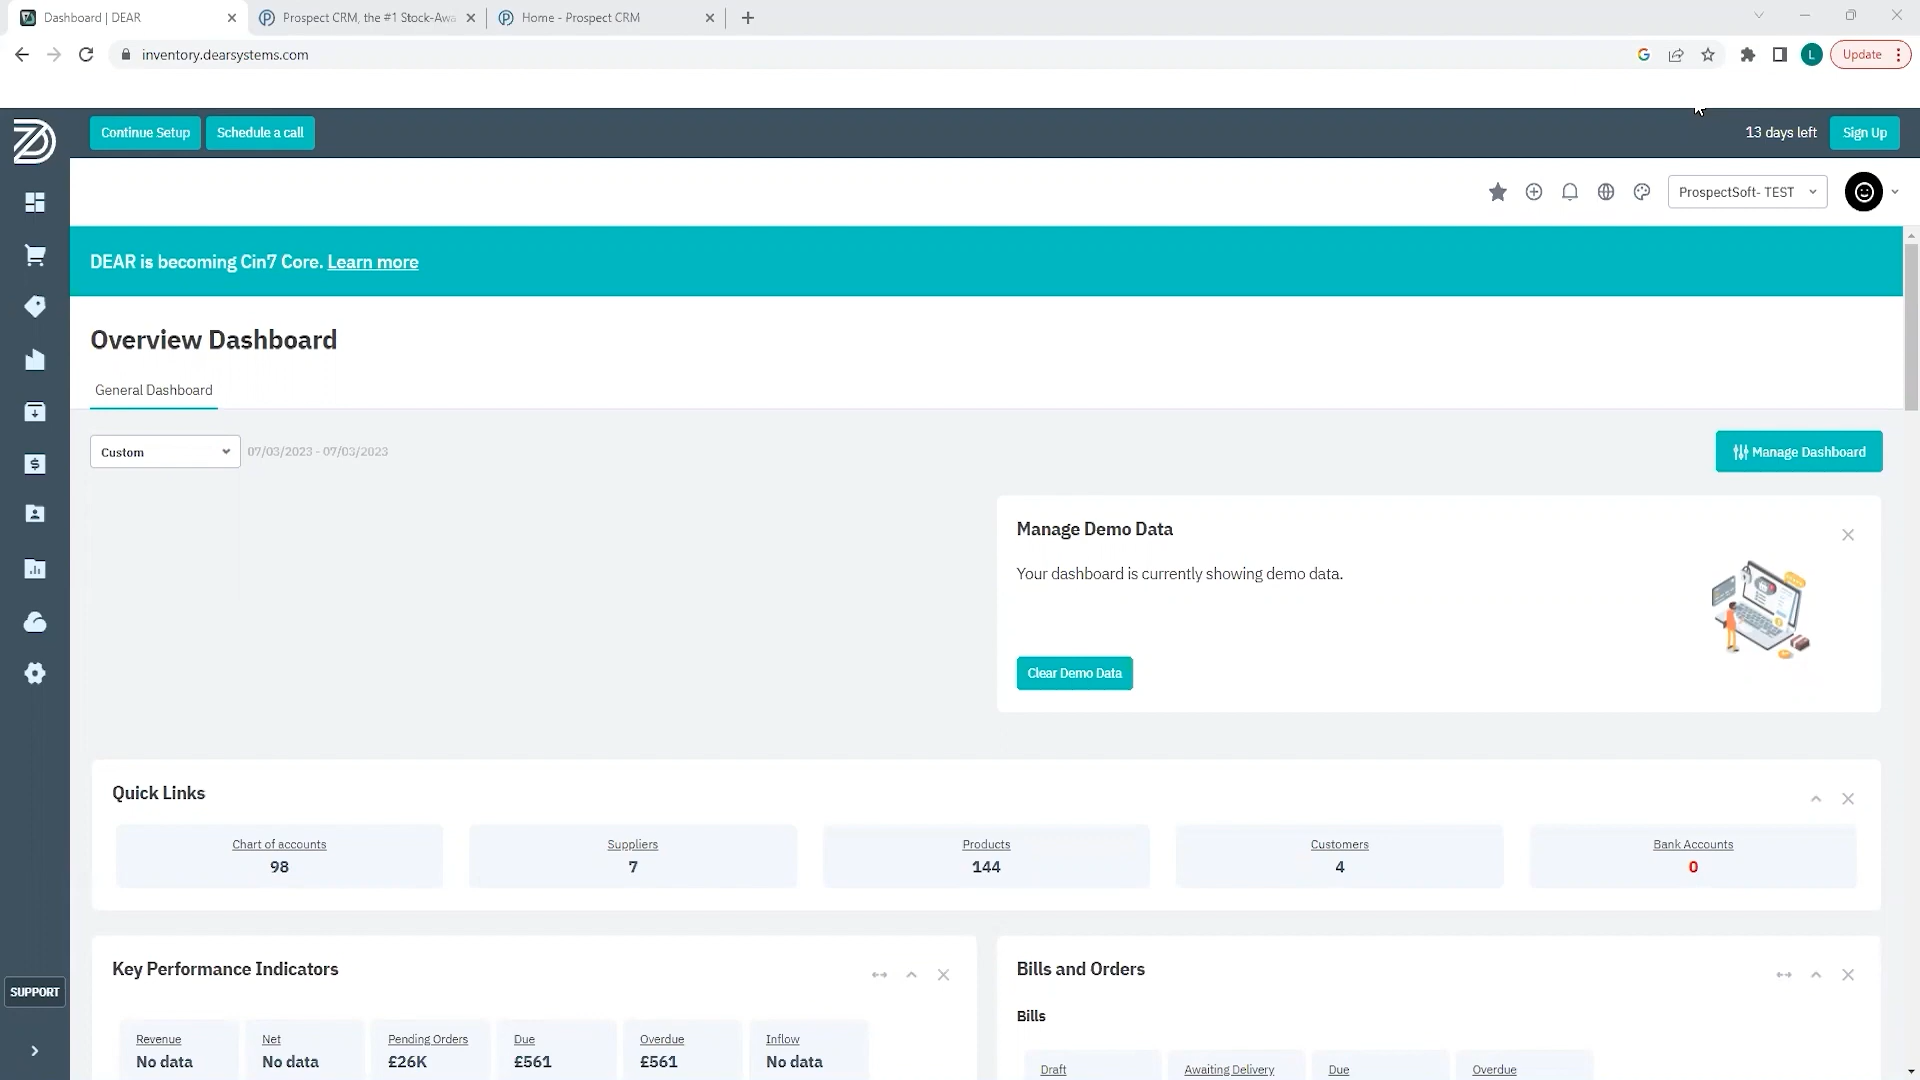 Dashboard | DEAR
Prospect CRM, the #1 Stock-Awa
Home - Prospect CRM
inventory.dearsystems.com
L
Update
Continue Setup
Schedule a call
13 days left
Sign Up
ProspectSoft- TEST
DEAR is becoming Cin7 Core. Learn more
Overview Dashboard
General Dashboard
Custom
07/03/2023 - 07/03/2023
Manage Dashboard
Manage Demo Data
Your dashboard is currently showing demo data.
Clear Demo Data
Quick Links
Chart of accounts
98
Suppliers
7
Products
144
Customers
4
Bank Accounts
0
Key Performance Indicators
Revenue
No data
Net
No data
Pending Orders
£26K
Due
£561
Overdue
£561
Inflow
No data
Bills and Orders
Bills
Draft
Awaiting Delivery
Due
Overdue
SUPPORT